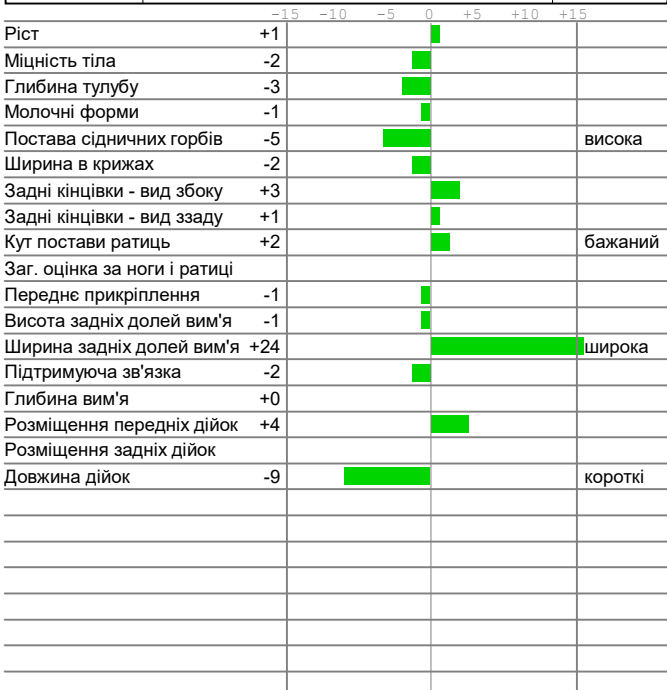 -15 -10 -5 0 +5 +10 +15
Ріст +1
Міцність тіла -2
Глибина тулубу -3
Молочні форми -1
Постава сідничних горбів -5 висока
Ширина в крижах -2
Задні кінцівки - вид збоку +3
Задні кінцівки - вид ззаду +1
Кут постави ратиць +2 бажаний
Заг. оцінка за ноги і ратиці
Переднє прикріплення -1
Висота задніх долей вим'я -1
Ширина задніх долей вим'я +24 широка
Підтримуюча зв'язка -2
Глибина вим'я +0
Розміщення передніх дійок +4
Розміщення задніх дійок
Довжина дійок -9 короткі